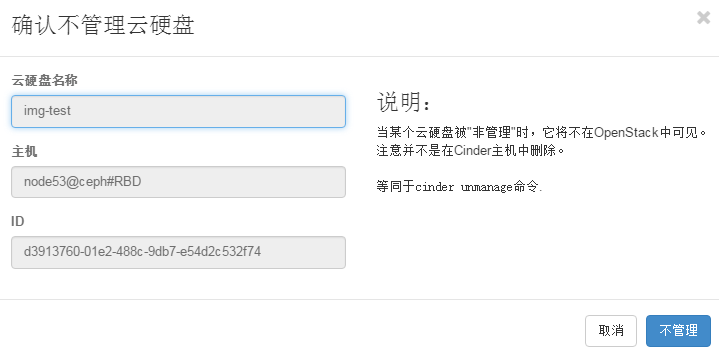 确认不管理云硬盘
×
云硬盘名称
img-test
主机
node53@ceph#RBD
ID
d3913760-01e2-488c-9db7-e54d2c532f74
说明：
当某个云硬盘被"非管理"时，它将不在OpenStack中可见。
注意并不是在Cinder主机中删除。
等同于cinder unmanage命令.
取消
不管理